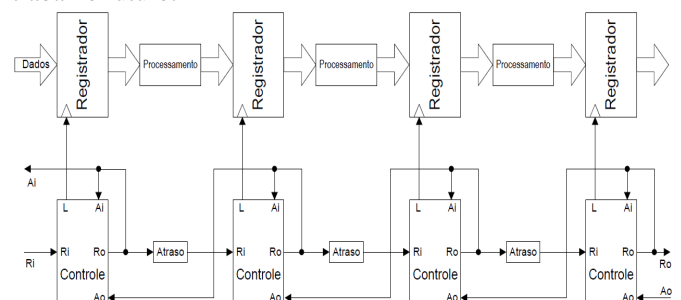 Dados
Registrador
Processamento
Registrador
Processamento
Registrador
Processamento
Registrador
Ai
L Ai
L Ai
L Ai
L Ai
Ri
Ri Ro
Atraso
Ri Ro
Atraso
Ri Ro
Atraso
Ri Ro
Ro
Controle
Controle
Controle
Controle
Ao
Ao
Ao
Ao
Ao